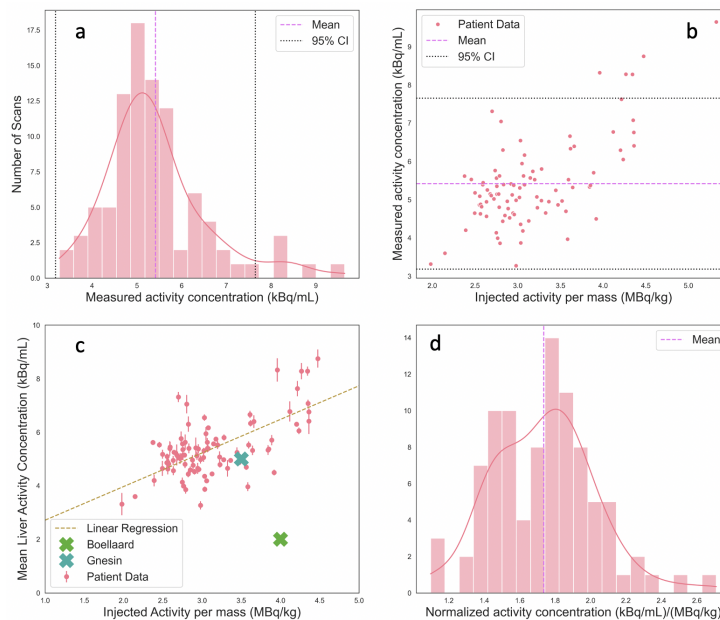 a
Mean
95% CI
17.5
15.0
12.5
10.0
7.5
5.0
2.5
0.0
Number of Scans
3 4 5 6 7 8 9
Measured activity concentration (kBq/mL)
b
Patient Data
Mean
95% CI
9
8
7
6
5
4
3
Measured activity concentration (kBq/mL)
2.0 2.5 3.0 3.5 4.0 4.5 5.0
Injected activity per mass (MBq/kg)
c
10
8
6
4
2
0
Mean Liver Activity Concentration (kBq/mL)
Linear Regression
Boellaard
Gnesin
Patient Data
1.0 1.5 2.0 2.5 3.0 3.5 4.0 4.5 5.0
Injected Activity per mass (MBq/kg)
d
Mean
14
12
10
8
6
4
2
0
1.2 1.4 1.6 1.8 2.0 2.2 2.4 2.6
Normalized activity concentration (kBq/mL)/(MBq/kg)